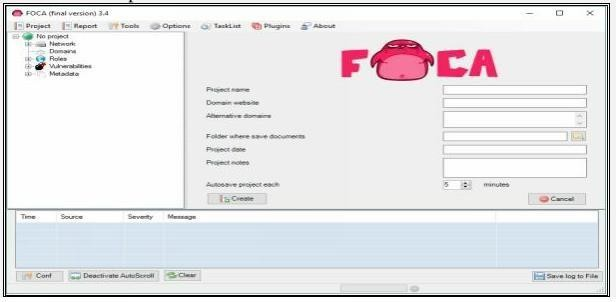 FOCA (final version) 3.4
Project Report Tools Options TaskList Plugins About
No project
Network
Domains
Roles
Vulnerabilities
Metadata
FOCA
Project name
Domain website
Alternative domains
Folder where save documents
Project date
Project notes
Autosave project each 5 minutes
Create Cancel
Time Source Severity Message
Conf Deactivate AutoScroll Clear Save log to File